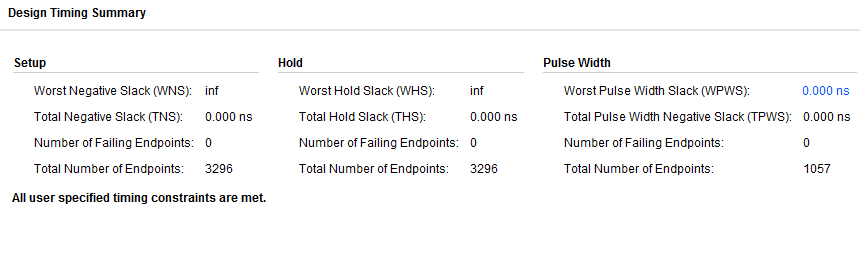 Design Timing Summary
Setup Hold Pulse Width
Worst Negative Slack (WNS): inf Worst Hold Slack (WHS): inf Worst Pulse Width Slack (WPWS): 0.000 ns
Total Negative Slack (TNS): 0.000 ns Total Hold Slack (THS): 0.000 ns Total Pulse Width Negative Slack (TPWS): 0.000 ns
Number of Failing Endpoints: 0 Number of Failing Endpoints: 0 Number of Failing Endpoints: 0
Total Number of Endpoints: 3296 Total Number of Endpoints: 3296 Total Number of Endpoints: 1057
All user specified timing constraints are met.